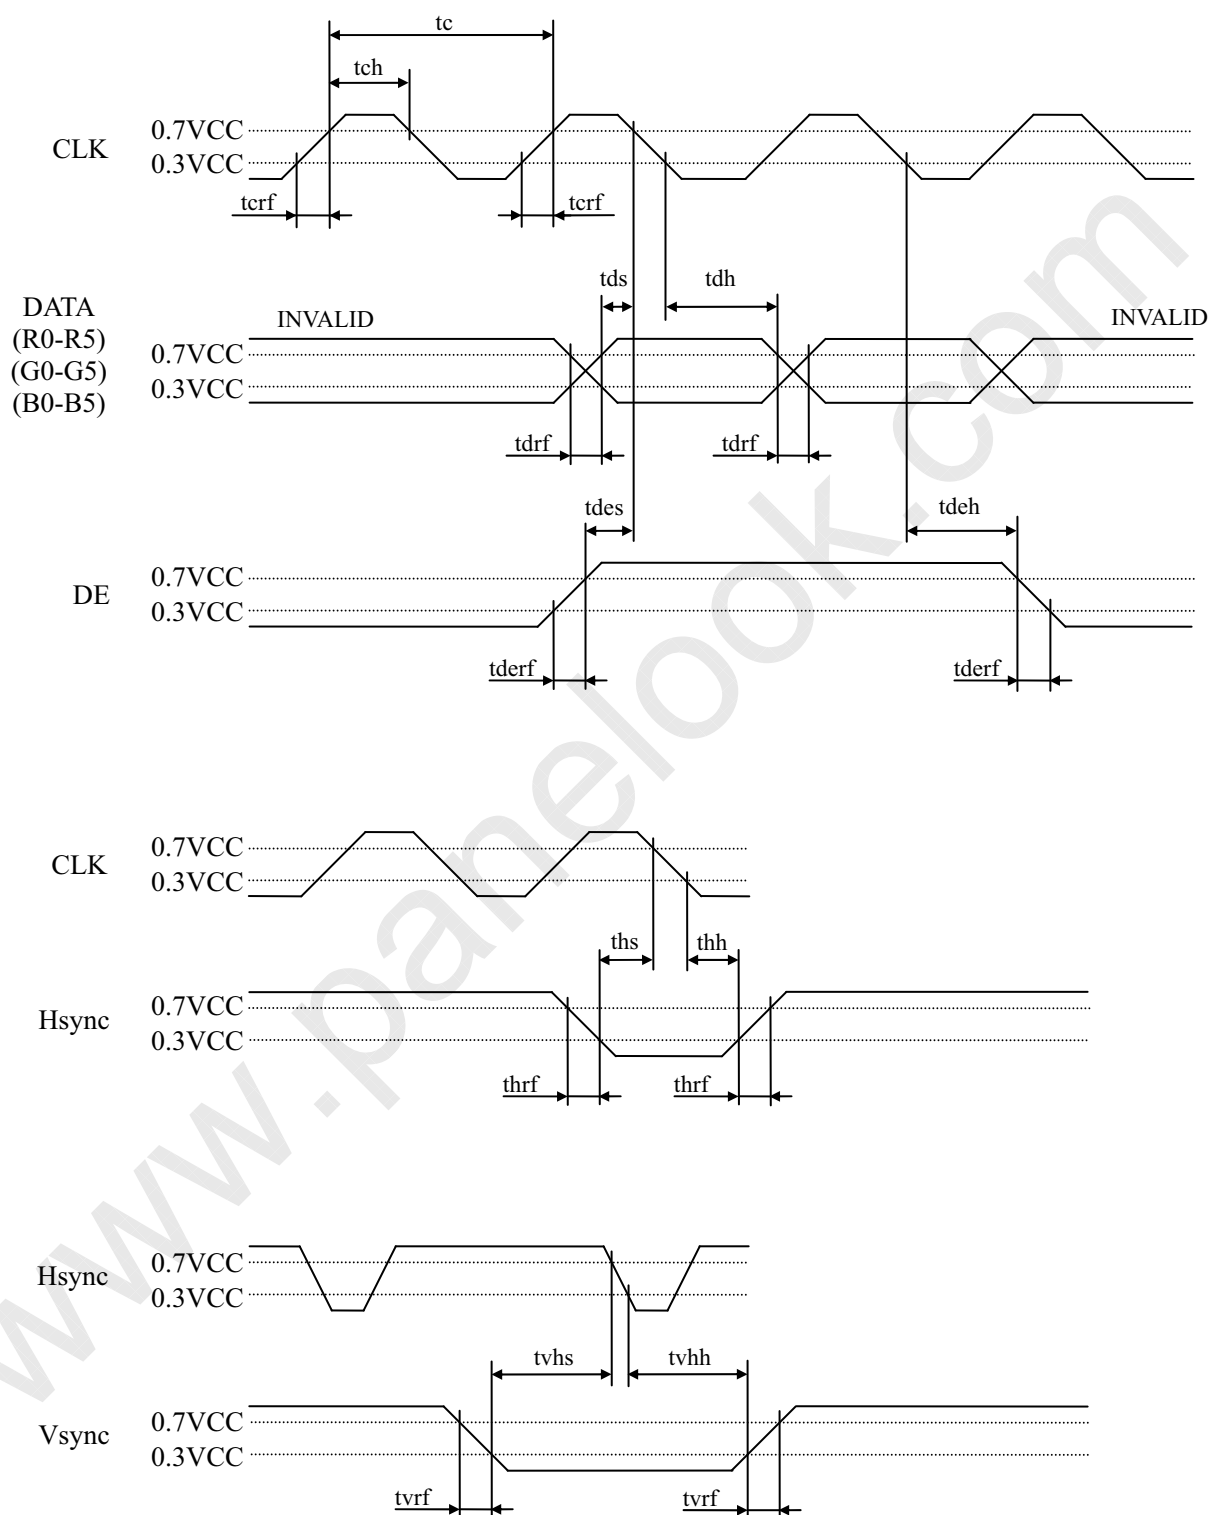 tc
tch
CLK
0.7VCC
0.3VCC
tcrf
tcrf
DATA
(R0-R5)
(G0-G5)
(B0-B5)
INVALID
tds
tdh
INVALID
0.7VCC
0.3VCC
tdrf
tdrf
tdes
tdeh
DE
0.7VCC
0.3VCC
tderf
tderf
CLK
0.7VCC
0.3VCC
ths
thh
Hsync
0.7VCC
0.3VCC
thrf
thrf
Hsync
0.7VCC
0.3VCC
tvhs
tvhh
Vsync
0.7VCC
0.3VCC
tvrf
tvrf
www.panelook.com